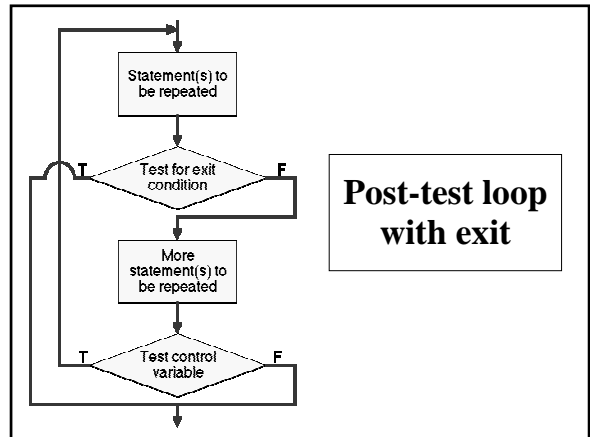 Statement(s) to
be repeated
T
Test for exit
condition
F
More
statement(s) to
be repeated
T
Test control
variable
F
Post-test loop
with exit